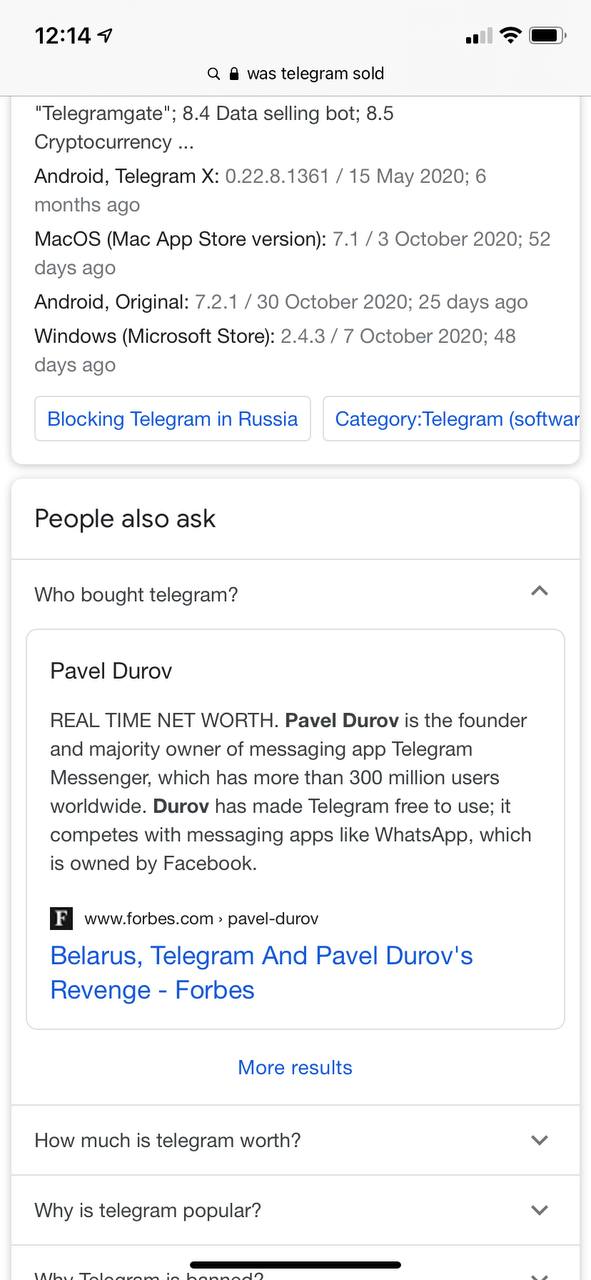 12:14
was telegram sold
"Telegramgate"; 8.4 Data selling bot; 8.5
Cryptocurrency ...
Android, Telegram X: 0.22.8.1361 / 15 May 2020; 6
months ago
MacOS (Mac App Store version): 7.1 / 3 October 2020; 52
days ago
Android, Original: 7.2.1 / 30 October 2020; 25 days ago
Windows (Microsoft Store): 2.4.3 / 7 October 2020; 48
days ago
Blocking Telegram in Russia
Category:Telegram (softwar
People also ask
Who bought telegram?
Pavel Durov
REAL TIME NET WORTH. Pavel Durov is the founder
and majority owner of messaging app Telegram
Messenger, which has more than 300 million users
worldwide. Durov has made Telegram free to use; it
competes with messaging apps like WhatsApp, which
is owned by Facebook.
F www.forbes.com › pavel-durov
Belarus, Telegram And Pavel Durov's
Revenge - Forbes
More results
How much is telegram worth?
Why is telegram popular?
Why Telegram is banned?